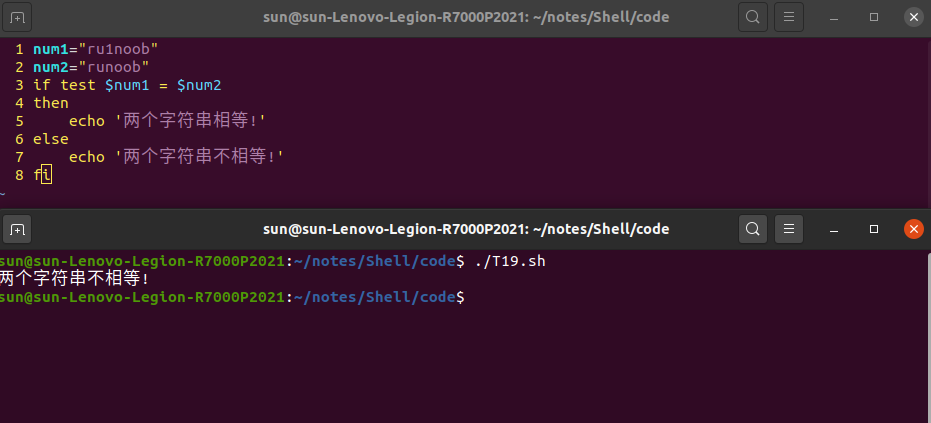 sun@sun-Lenovo-Legion-R7000P2021: ~/notes/Shell/code
1 num1="ru1noob"
2 num2="runoob"
3 if test $num1 = $num2
4 then
5     echo '两个字符串相等!'
6 else
7     echo '两个字符串不相等!'
8 fi
~
sun@sun-Lenovo-Legion-R7000P2021: ~/notes/Shell/code
sun@sun-Lenovo-Legion-R7000P2021:~/notes/Shell/code$ ./T19.sh
两个字符串不相等!
sun@sun-Lenovo-Legion-R7000P2021:~/notes/Shell/code$